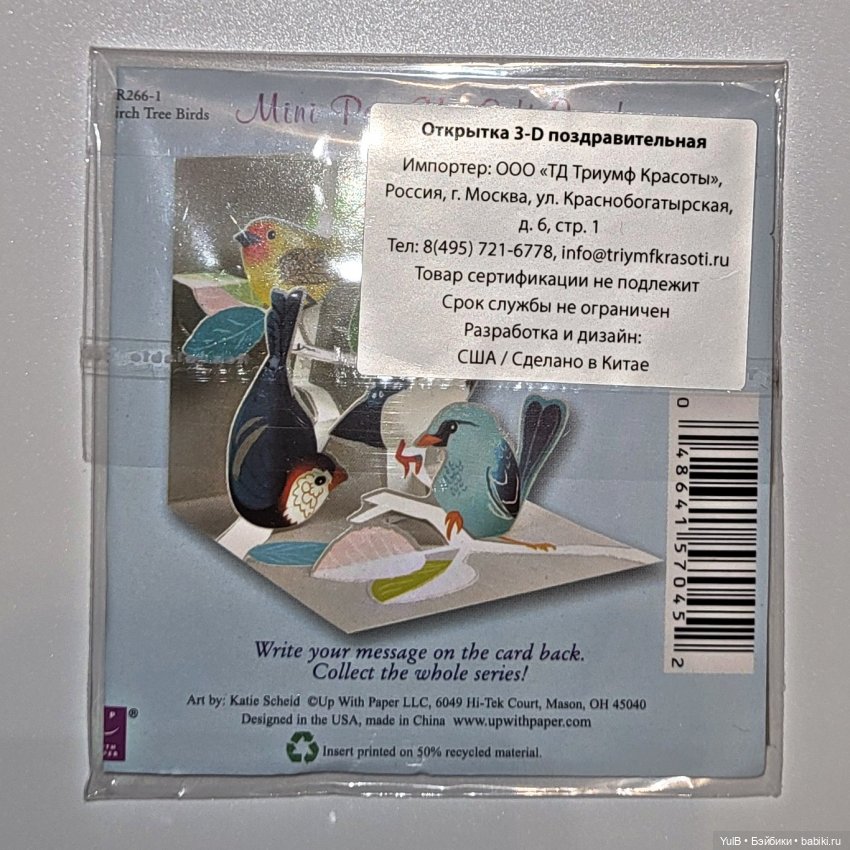 R266-1
irch Tree Birds
Mini
Открытка 3-D поздравительная
Импортер: ООО «ТД Триумф Красоты»,
Россия, г. Москва, ул. Краснобогатырская,
д. 6, стр. 1
Тел: 8(495) 721-6778, info@triymfkrasoti.ru
Товар сертификации не подлежит
Срок службы не ограничен
Разработка и дизайн:
США / Сделано в Китае
0 48641 57045 2
Write your message on the card back.
Collect the whole series!
Art by: Katie Scheid ©Up With Paper LLC, 6049 Hi-Tek Court, Mason, OH 45040
Designed in the USA, made in China www.upwithpaper.com
Insert printed on 50% recycled material.
YulB • Бэйбики • babiki.ru